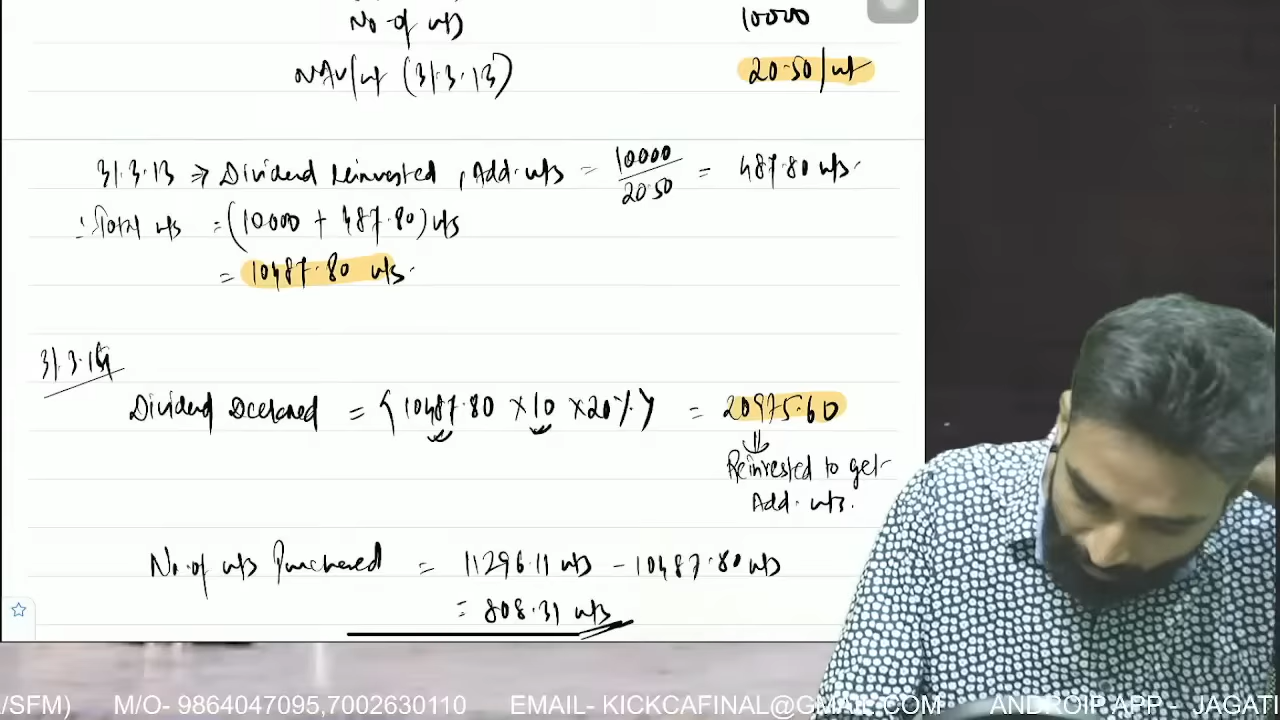 No. of uts 10000
NAV/ut (31.3.13) 20.50/ut
31.3.13 ⇒ Dividend Reinvested, Add. uts = 10000/20.50 = 487.80 uts.
∴ Total uts = (10000 + 487.80) uts
= 10487.80 uts.
31.3.14
Dividend Declared = {10487.80 × 10 × 20%} = 20975.60
⇓
Reinvested to get
Add. uts.
No. of uts Purchased = 11296.11 uts - 10487.80 uts
= 808.31 uts
/SFM) M/O- 9864047095,7002630110 EMAIL- KICKCAFINAL@GMAIL.COM ANDROID APP - JAGATI